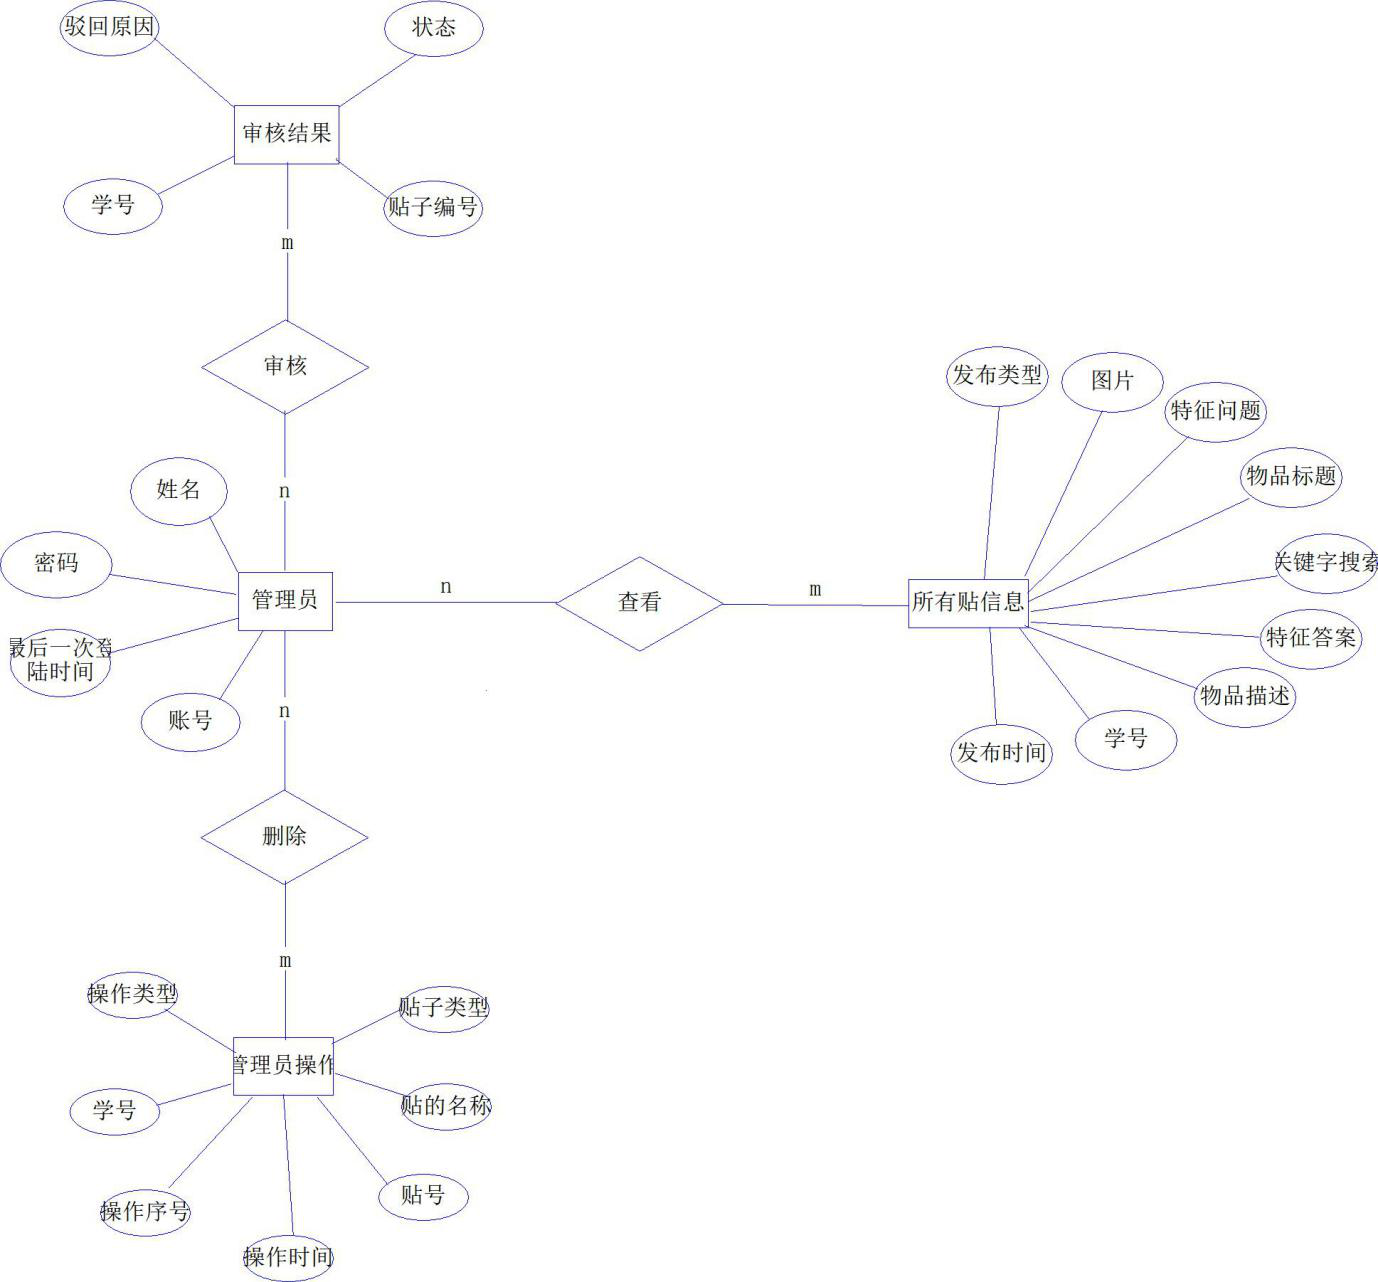 驳回原因
状态
审核结果
学号
贴子编号
m
审核
n
姓名
密码
管理员
最后一次登
陆时间
账号
n
查看
m
所有贴信息
发布类型
图片
特征问题
物品标题
关键字搜索
特征答案
物品描述
学号
发布时间
n
删除
m
操作类型
贴子类型
管理员操作
学号
贴的名称
操作序号
贴号
操作时间